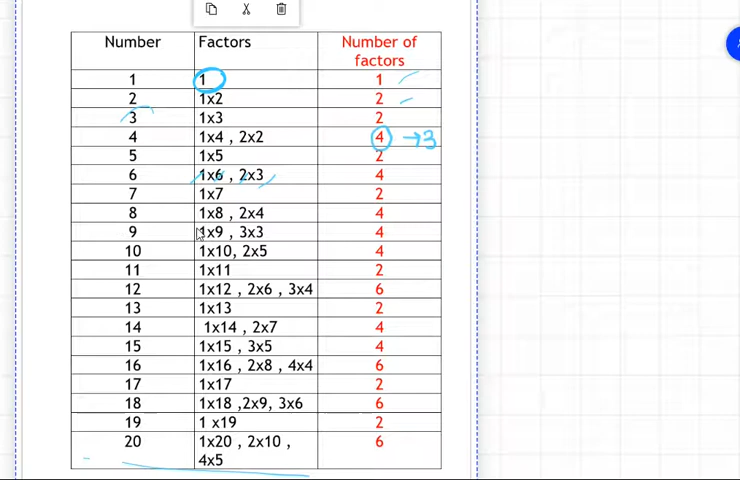 Number Factors Number of
factors
1 1 1
2 1x2 2
3 1x3 2
4 1x4 , 2x2 4 →3
5 1x5 2
6 1x6 , 2x3 4
7 1x7 2
8 1x8 , 2x4 4
9 1x9 , 3x3 4
10 1x10, 2x5 4
11 1x11 2
12 1x12 , 2x6 , 3x4 6
13 1x13 2
14 1x14 , 2x7 4
15 1x15 , 3x5 4
16 1x16 , 2x8 , 4x4 6
17 1x17 2
18 1x18 ,2x9, 3x6 6
19 1 x19 2
20 1x20 , 2x10 , 6
4x5